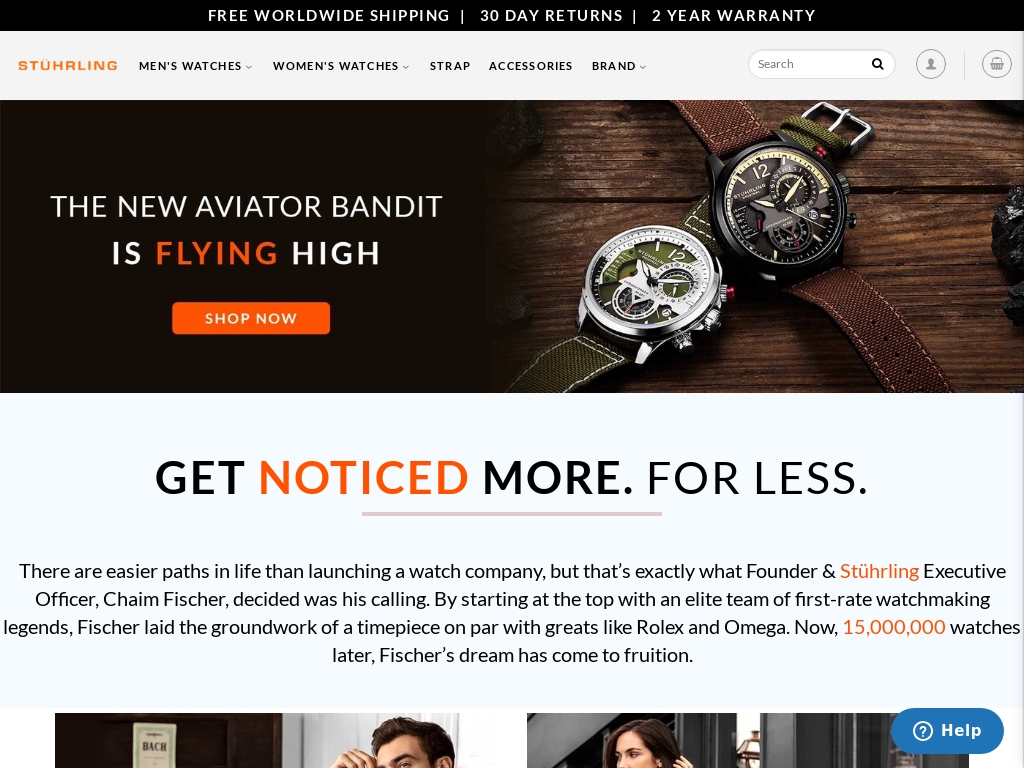 FREE WORLDWIDE SHIPPING | 30 DAY RETURNS | 2 YEAR WARRANTY
STÜHRLING MEN'S WATCHES WOMEN'S WATCHES STRAP ACCESSORIES BRAND Search
THE NEW AVIATOR BANDIT
IS FLYING HIGH
SHOP NOW
GET NOTICED MORE. FOR LESS.
There are easier paths in life than launching a watch company, but that’s exactly what Founder & Stührling Executive
Officer, Chaim Fischer, decided was his calling. By starting at the top with an elite team of first-rate watchmaking
legends, Fischer laid the groundwork of a timepiece on par with greats like Rolex and Omega. Now, 15,000,000 watches
later, Fischer’s dream has come to fruition.
BACH
Help